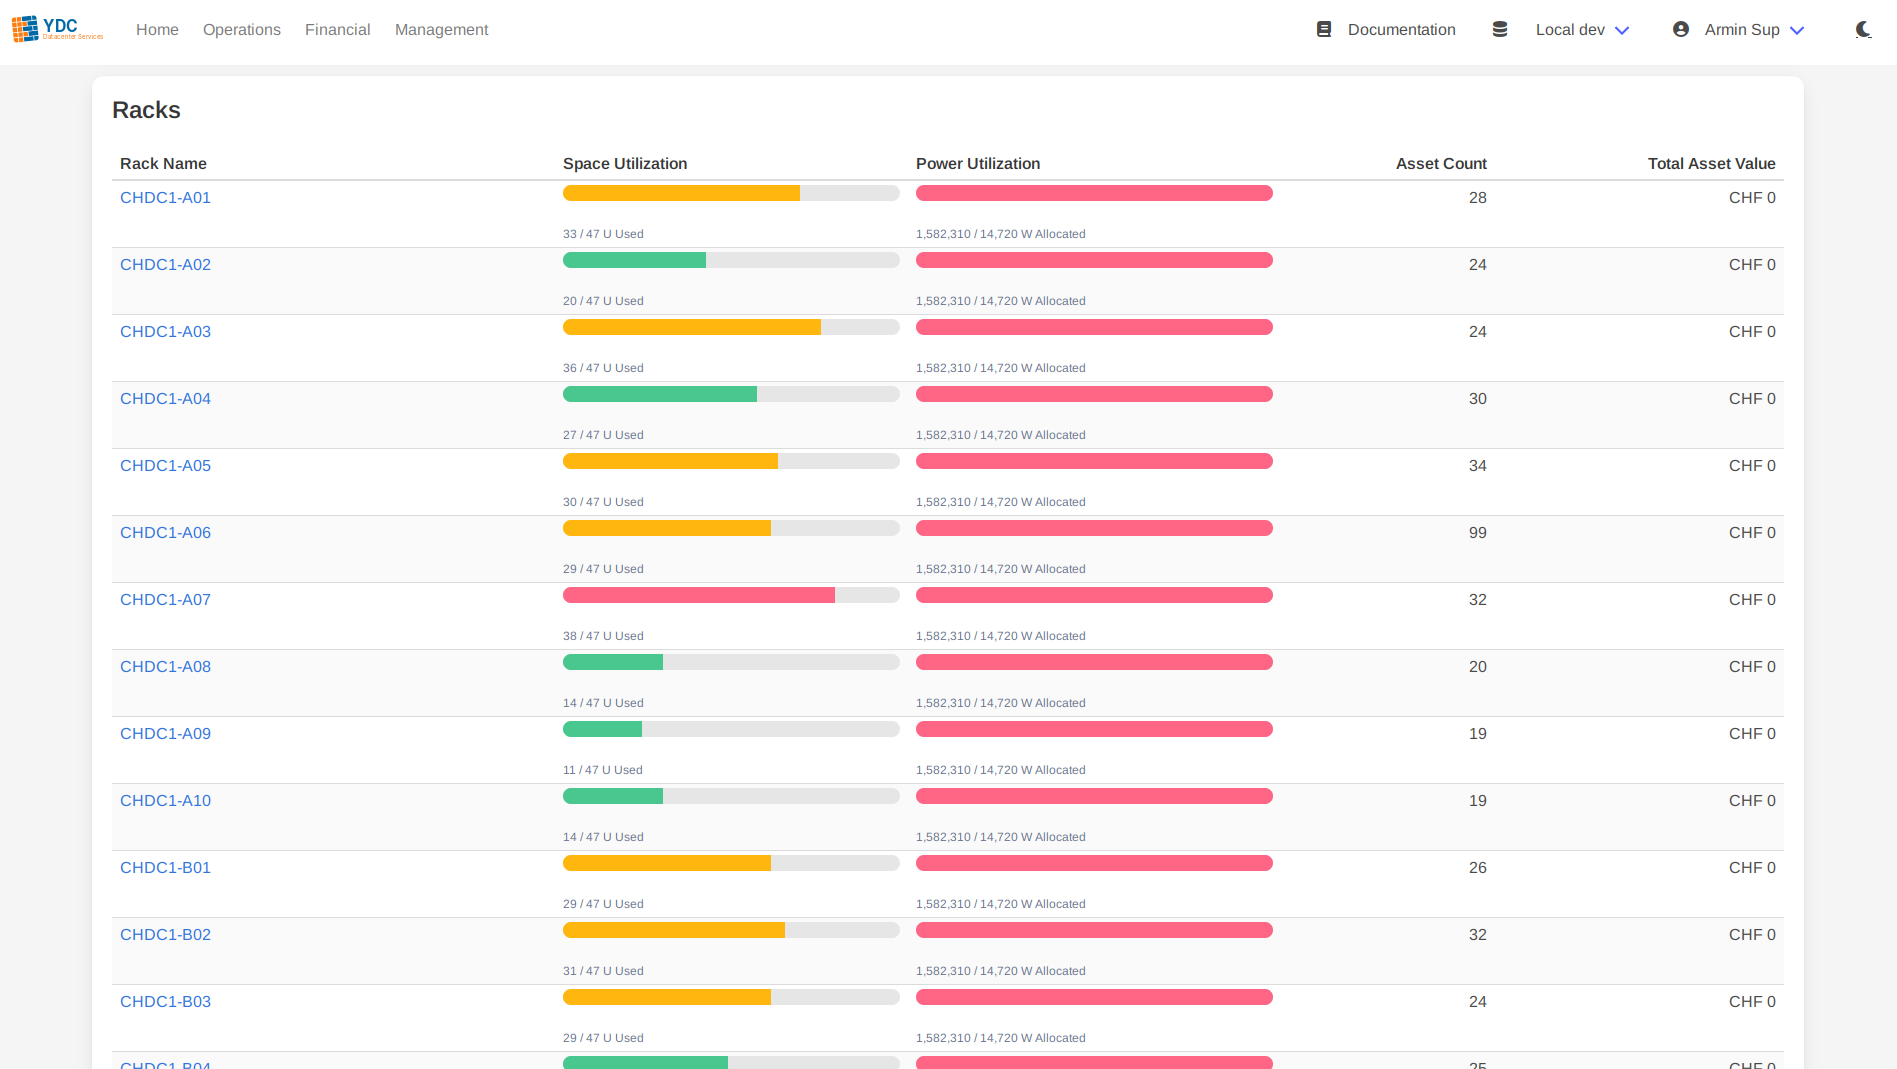 YDC
Datacenter Services
Home Operations Financial Management Documentation Local dev Armin Sup
Racks
Rack Name Space Utilization Power Utilization Asset Count Total Asset Value
CHDC1-A01 28 CHF 0
33 / 47 U Used 1,582,310 / 14,720 W Allocated
CHDC1-A02 24 CHF 0
20 / 47 U Used 1,582,310 / 14,720 W Allocated
CHDC1-A03 24 CHF 0
36 / 47 U Used 1,582,310 / 14,720 W Allocated
CHDC1-A04 30 CHF 0
27 / 47 U Used 1,582,310 / 14,720 W Allocated
CHDC1-A05 34 CHF 0
30 / 47 U Used 1,582,310 / 14,720 W Allocated
CHDC1-A06 99 CHF 0
29 / 47 U Used 1,582,310 / 14,720 W Allocated
CHDC1-A07 32 CHF 0
38 / 47 U Used 1,582,310 / 14,720 W Allocated
CHDC1-A08 20 CHF 0
14 / 47 U Used 1,582,310 / 14,720 W Allocated
CHDC1-A09 19 CHF 0
11 / 47 U Used 1,582,310 / 14,720 W Allocated
CHDC1-A10 19 CHF 0
14 / 47 U Used 1,582,310 / 14,720 W Allocated
CHDC1-B01 26 CHF 0
29 / 47 U Used 1,582,310 / 14,720 W Allocated
CHDC1-B02 32 CHF 0
31 / 47 U Used 1,582,310 / 14,720 W Allocated
CHDC1-B03 24 CHF 0
29 / 47 U Used 1,582,310 / 14,720 W Allocated
CHDC1-B04 25 CHF 0